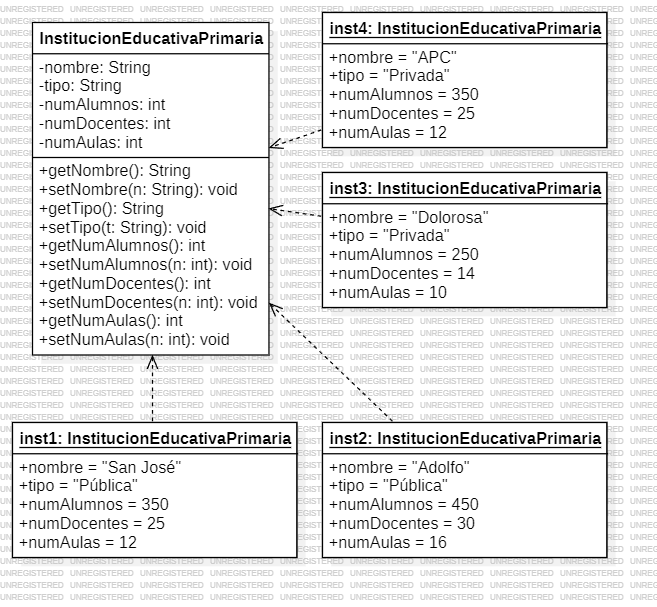 InstitucionEducativaPrimaria
-nombre: String
-tipo: String
-numAlumnos: int
-numDocentes: int
-numAulas: int
+getNombre(): String
+setNombre(n: String): void
+getTipo(): String
+setTipo(t: String): void
+getNumAlumnos(): int
+setNumAlumnos(n: int): void
+getNumDocentes(): int
+setNumDocentes(n: int): void
+getNumAulas(): int
+setNumAulas(n: int): void
inst4: InstitucionEducativaPrimaria
+nombre = "APC"
+tipo = "Privada"
+numAlumnos = 350
+numDocentes = 25
+numAulas = 12
inst3: InstitucionEducativaPrimaria
+nombre = "Dolorosa"
+tipo = "Privada"
+numAlumnos = 250
+numDocentes = 14
+numAulas = 10
inst1: InstitucionEducativaPrimaria
+nombre = "San José"
+tipo = "Pública"
+numAlumnos = 350
+numDocentes = 25
+numAulas = 12
inst2: InstitucionEducativaPrimaria
+nombre = "Adolfo"
+tipo = "Pública"
+numAlumnos = 450
+numDocentes = 30
+numAulas = 16
UNREGISTERED